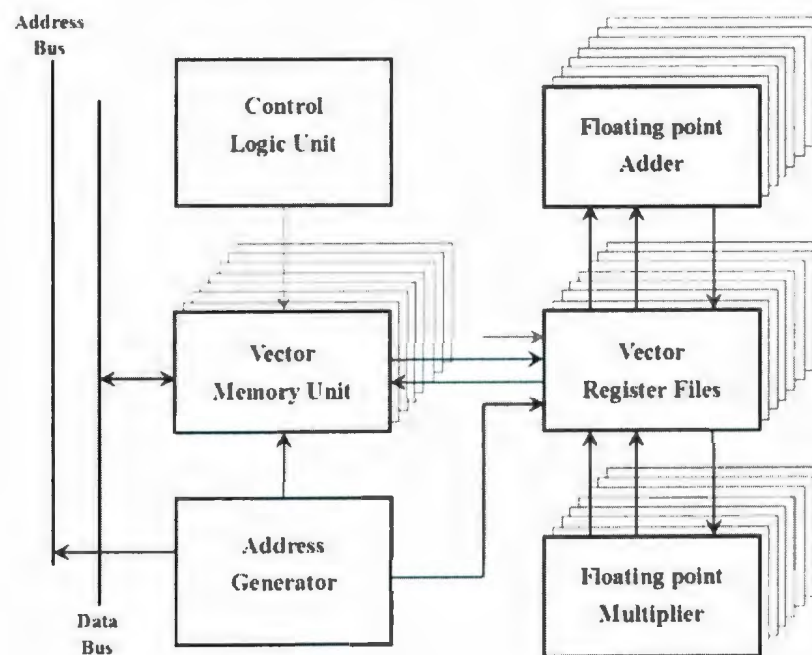 Address
Bus
Control
Logic Unit
Floating point
Adder
Vector
Memory Unit
Vector
Register Files
Address
Generator
Floating point
Multiplier
Data
Bus